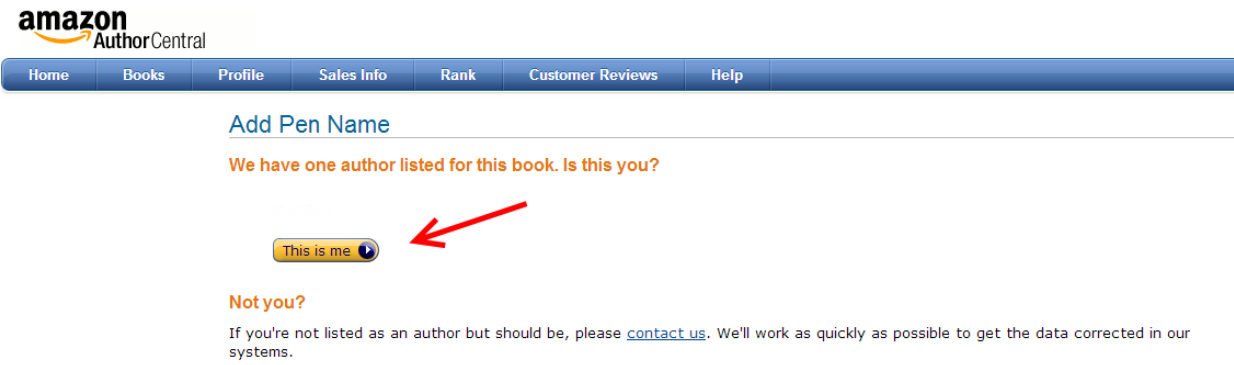 amazon
Author Central
Home Books Profile Sales Info Rank Customer Reviews Help
Add Pen Name
We have one author listed for this book. Is this you?
This is me
Not you?
If you're not listed as an author but should be, please contact us. We'll work as quickly as possible to get the data corrected in our
systems.